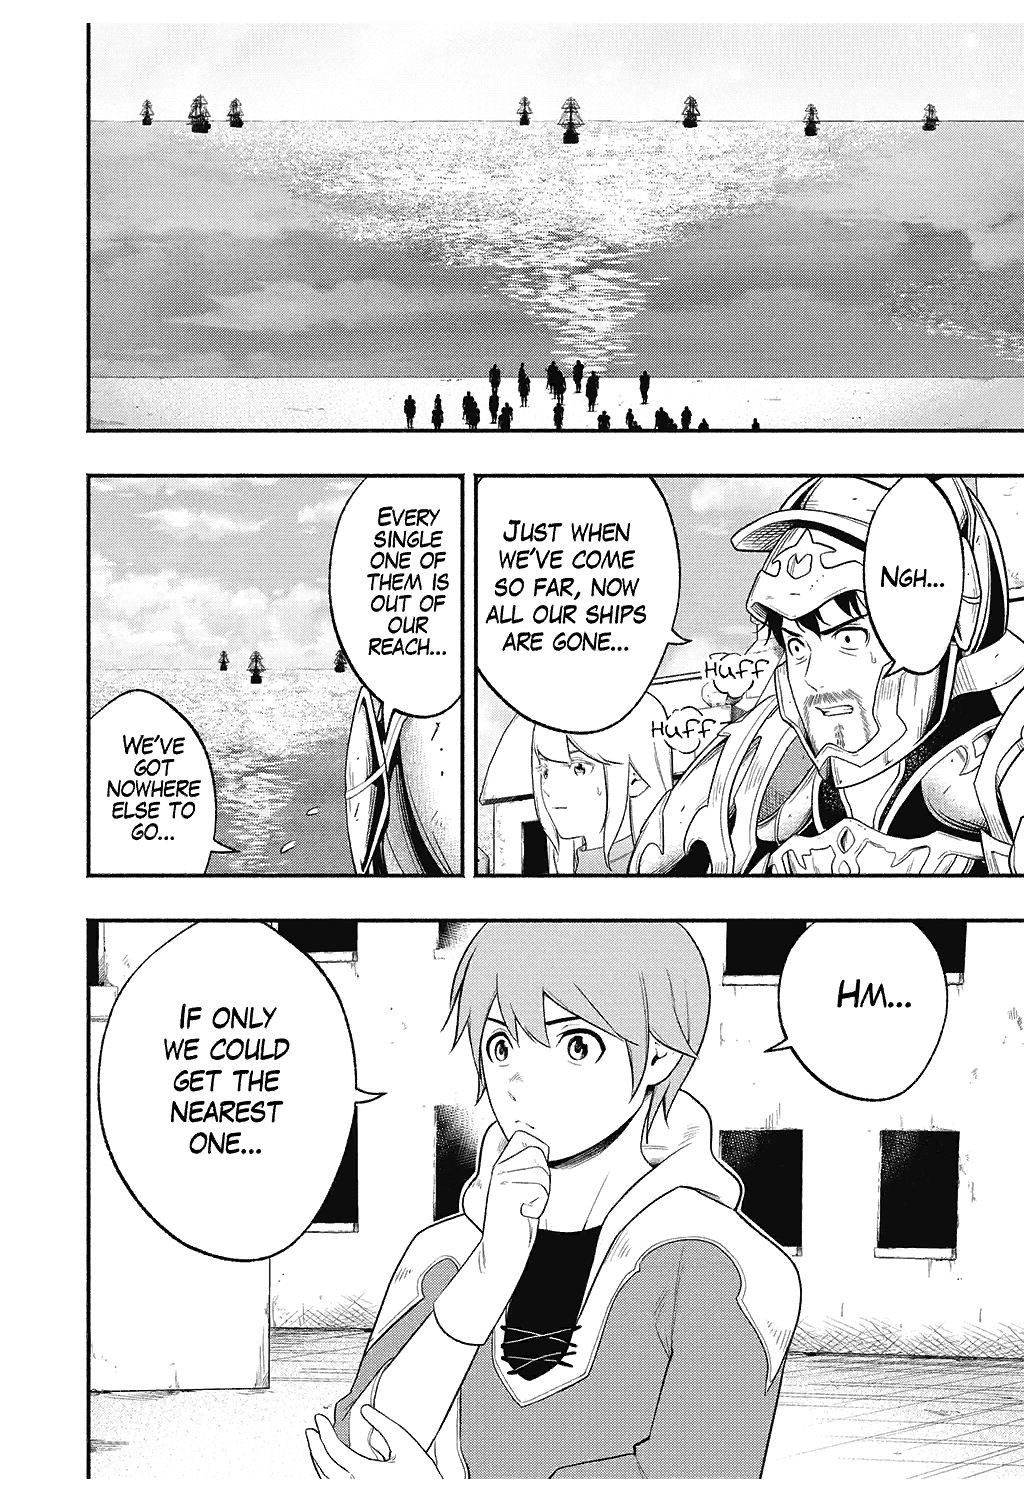 NGH...
JUST WHEN
WE'VE COME
SO FAR, NOW
ALL OUR SHIPS
ARE GONE...
HUFF
HUFF
EVERY
SINGLE
ONE OF
THEM IS
OUT OF
OUR
REACH...
WE'VE
GOT
NOWHERE
ELSE TO
GO...
HM...
IF ONLY
WE COULD
GET THE
NEAREST
ONE...